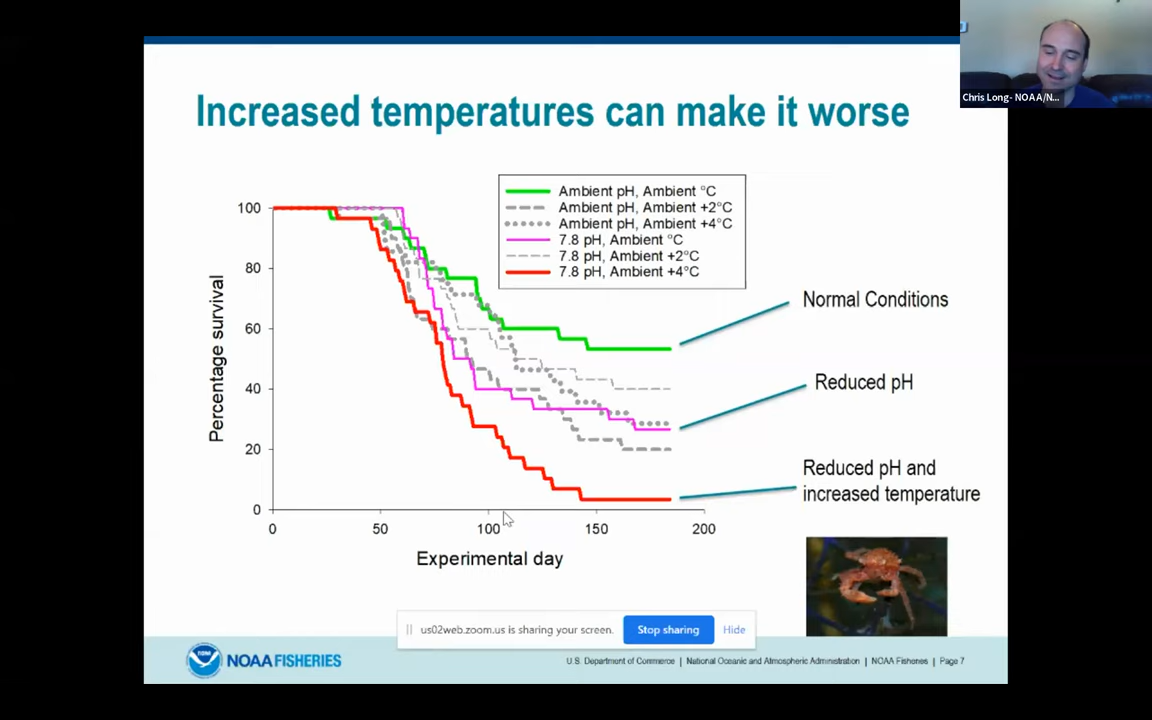 Chris Long- NOAA/N...
Increased temperatures can make it worse
Ambient pH, Ambient °C
Ambient pH, Ambient +2°C
Ambient pH, Ambient +4°C
7.8 pH, Ambient °C
7.8 pH, Ambient +2°C
7.8 pH, Ambient +4°C
100
80
60
40
20
0
Percentage survival
0 50 100 150 200
Experimental day
Normal Conditions
Reduced pH
Reduced pH and
increased temperature
us02web.zoom.us is sharing your screen. Stop sharing Hide
NOAA FISHERIES
U.S. Department of Commerce | National Oceanic and Atmospheric Administration | NOAA Fisheries | Page 7